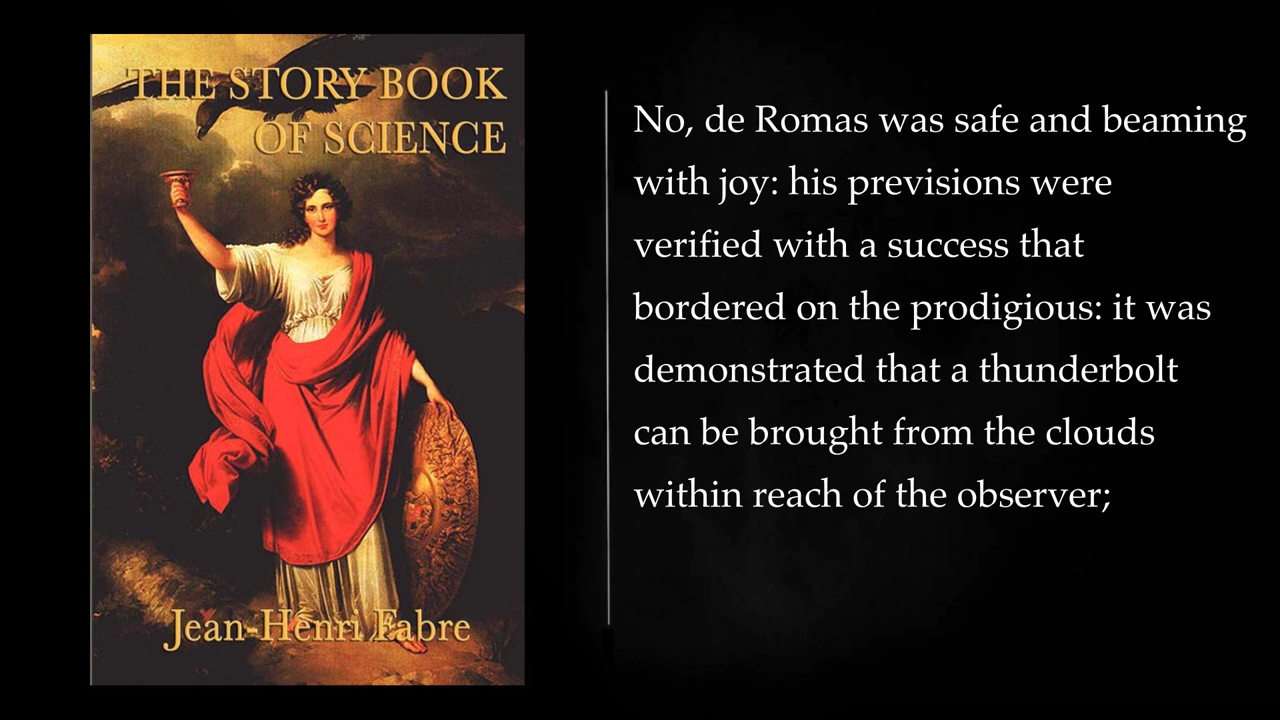 THE STORY BOOK
OF SCIENCE
Jean-Henri Fabre
No, de Romas was safe and beaming
with joy: his previsions were
verified with a success that
bordered on the prodigious: it was
demonstrated that a thunderbolt
can be brought from the clouds
within reach of the observer;